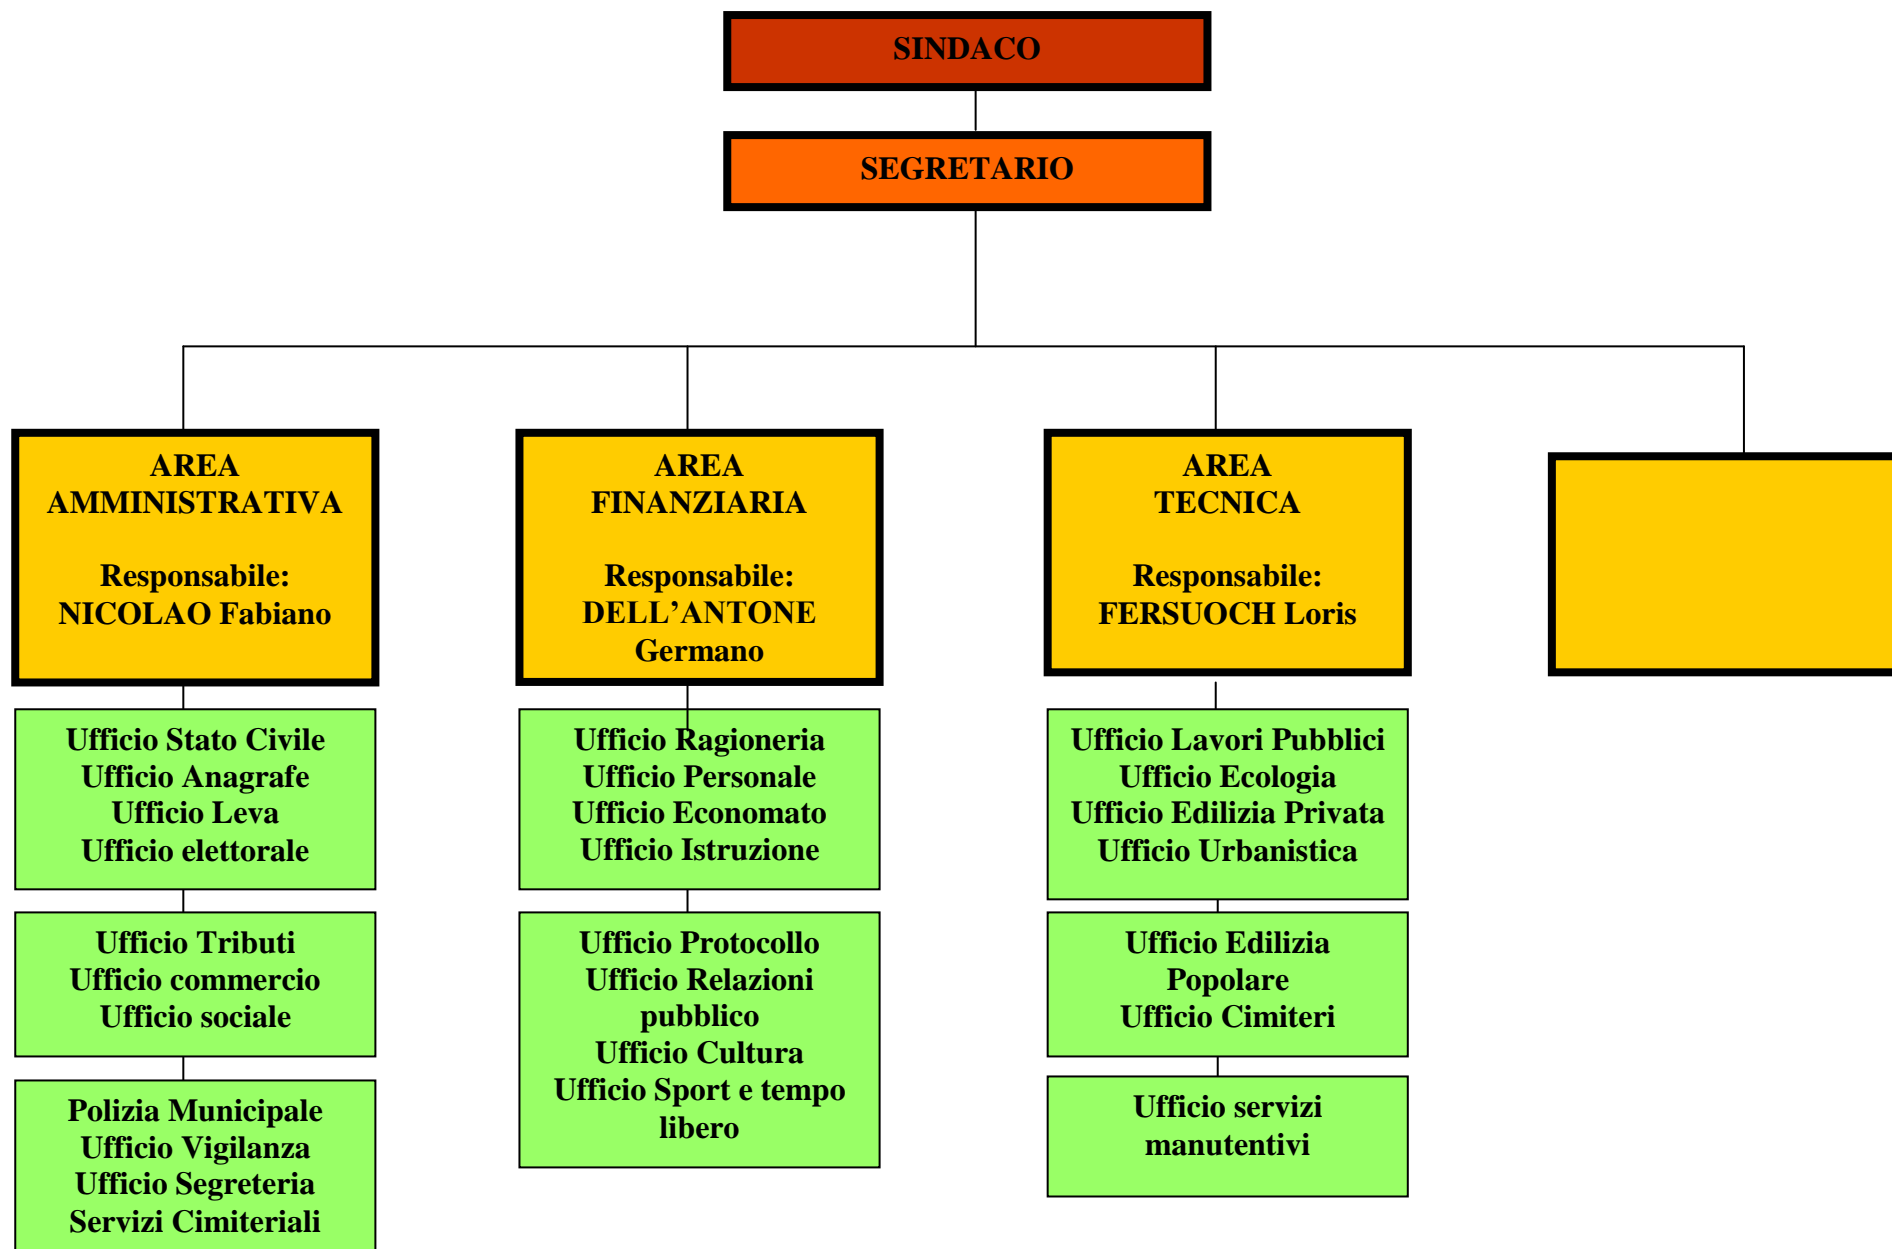 SINDACO
SEGRETARIO
AREA
AMMINISTRATIVA
Responsabile:
NICOLAO Fabiano
AREA
FINANZIARIA
Responsabile:
DELL’ANTONE
Germano
AREA
TECNICA
Responsabile:
FERSUOCH Loris
Ufficio Stato Civile
Ufficio Anagrafe
Ufficio Leva
Ufficio elettorale
Ufficio Ragioneria
Ufficio Personale
Ufficio Economato
Ufficio Istruzione
Ufficio Lavori Pubblici
Ufficio Ecologia
Ufficio Edilizia Privata
Ufficio Urbanistica
Ufficio Tributi
Ufficio commercio
Ufficio sociale
Ufficio Protocollo
Ufficio Relazioni
pubblico
Ufficio Cultura
Ufficio Sport e tempo
libero
Ufficio Edilizia
Popolare
Ufficio Cimiteri
Polizia Municipale
Ufficio Vigilanza
Ufficio Segreteria
Servizi Cimiteriali
Ufficio servizi
manutentivi